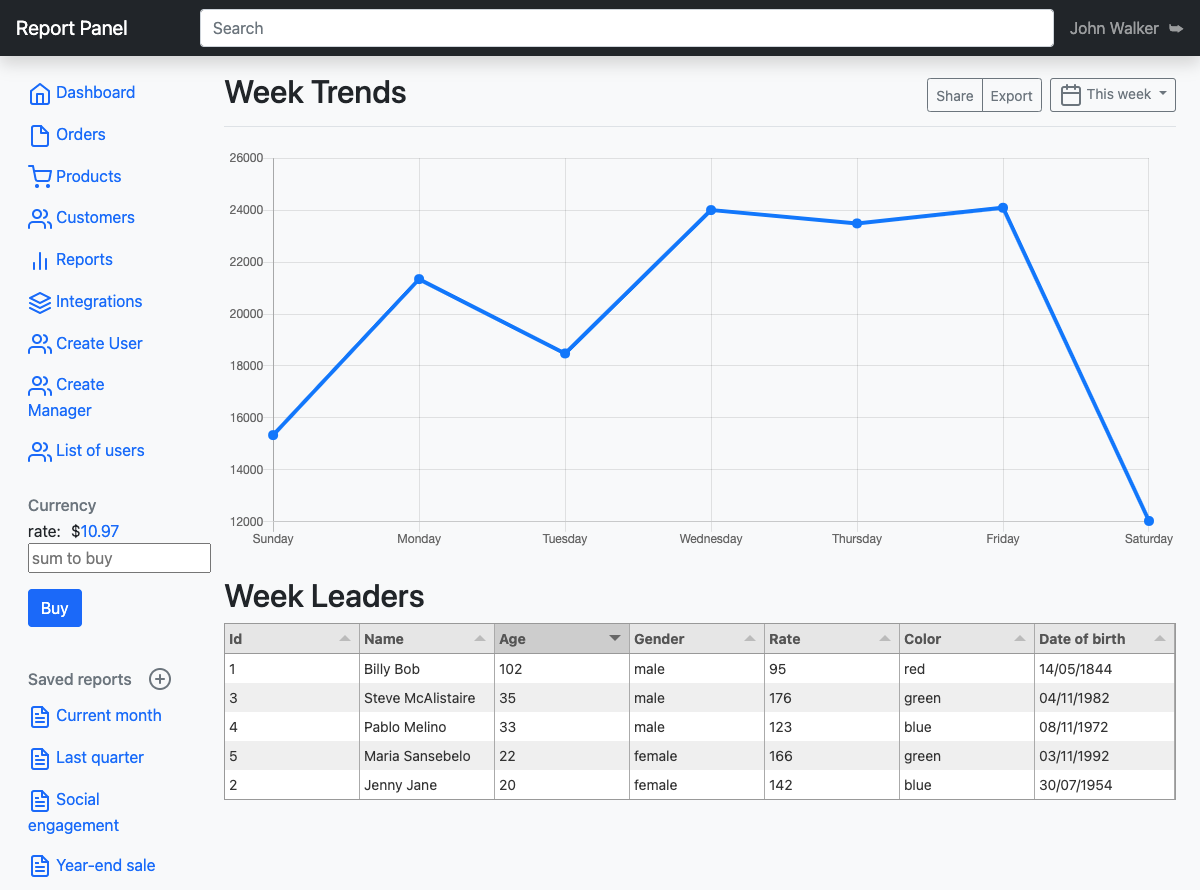 Report Panel
Search
John Walker
Dashboard
Orders
Products
Customers
Reports
Integrations
Create User
Create
Manager
List of users
Currency
rate: $10.97
sum to buy
Buy
Saved reports
Current month
Last quarter
Social
engagement
Year-end sale
Week Trends
Share Export This week
26000
24000
22000
20000
18000
16000
14000
12000
Sunday Monday Tuesday Wednesday Thursday Friday Saturday
Week Leaders
Id Name Age Gender Rate Color Date of birth
1 Billy Bob 102 male 95 red 14/05/1844
3 Steve McAlistaire 35 male 176 green 04/11/1982
4 Pablo Melino 33 male 123 blue 08/11/1972
5 Maria Sansebelo 22 female 166 green 03/11/1992
2 Jenny Jane 20 female 142 blue 30/07/1954